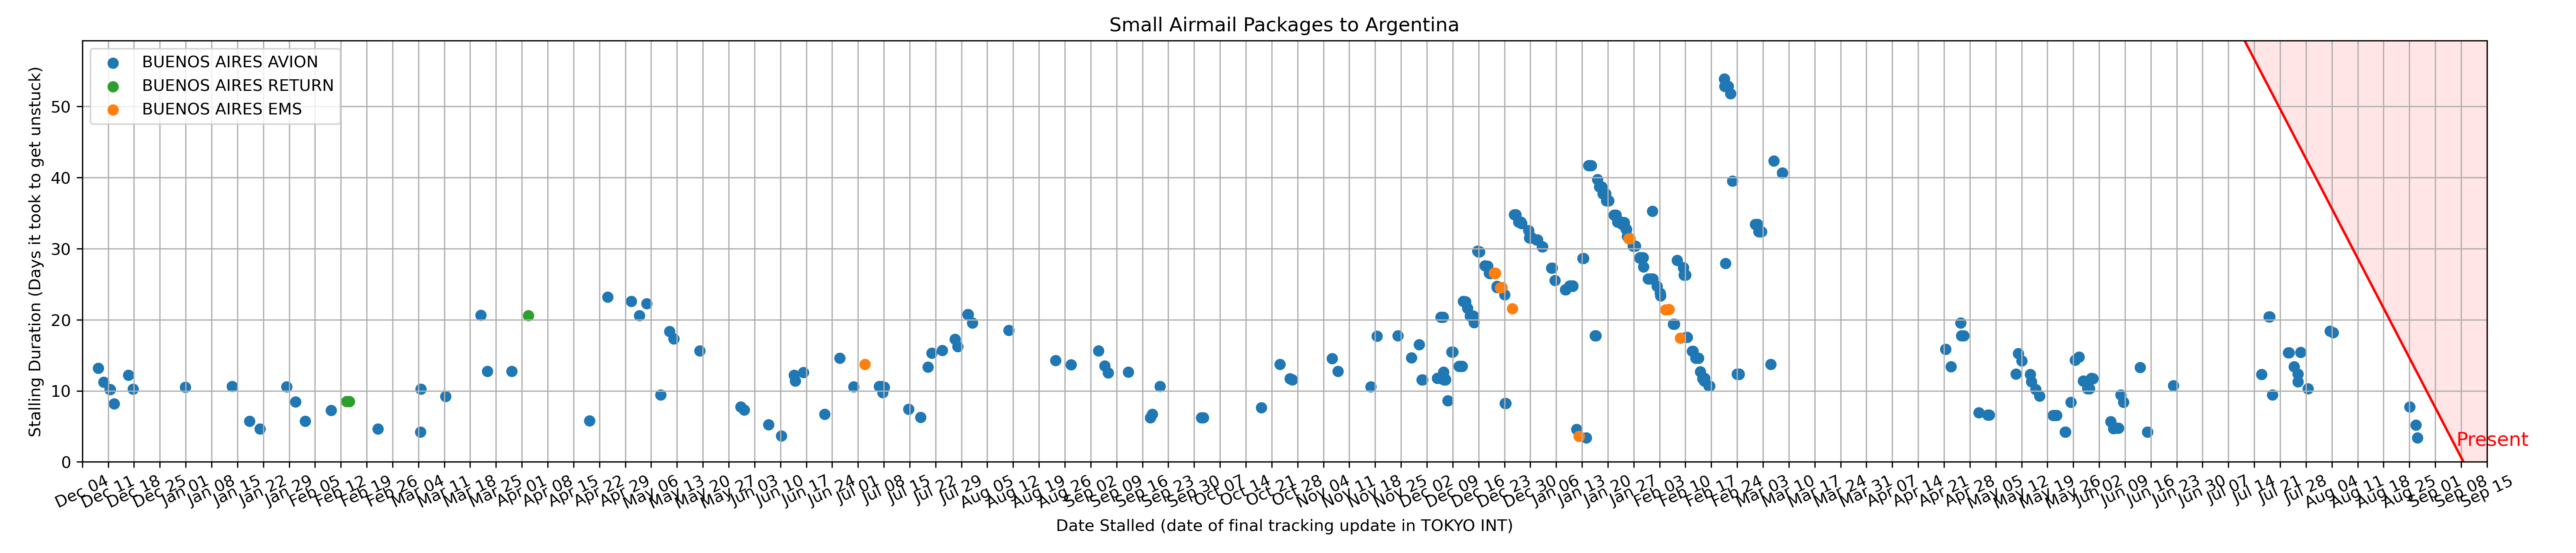 Small Airmail Packages to Argentina
BUENOS AIRES AVION
BUENOS AIRES RETURN
BUENOS AIRES EMS
Stalling Duration (Days it took to get unstuck)
50
40
30
20
10
0
Present
Dec 04 Dec 11 Dec 18 Dec 25 Jan 01 Jan 08 Jan 15 Jan 22 Jan 29 Feb 05 Feb 12 Feb 19 Feb 26 Mar 04 Mar 11 Mar 18 Mar 25 Apr 01 Apr 08 Apr 15 Apr 22 Apr 29 May 06 May 13 May 20 May 27 Jun 03 Jun 10 Jun 17 Jun 24 Jul 01 Jul 08 Jul 15 Jul 22 Jul 29 Aug 05 Aug 12 Aug 19 Aug 26 Sep 02 Sep 09 Sep 16 Sep 23 Sep 30 Oct 07 Oct 14 Oct 21 Oct 28 Nov 04 Nov 11 Nov 18 Nov 25 Dec 02 Dec 09 Dec 16 Dec 23 Dec 30 Jan 06 Jan 13 Jan 20 Jan 27 Feb 03 Feb 10 Feb 17 Feb 24 Mar 03 Mar 10 Mar 17 Mar 24 Mar 31 Apr 07 Apr 14 Apr 21 Apr 28 May 05 May 12 May 19 May 26 Jun 02 Jun 09 Jun 16 Jun 23 Jun 30 Jul 07 Jul 14 Jul 21 Jul 28 Aug 04 Aug 11 Aug 18 Aug 25 Sep 01 Sep 08 Sep 15
Date Stalled (date of final tracking update in TOKYO INT)